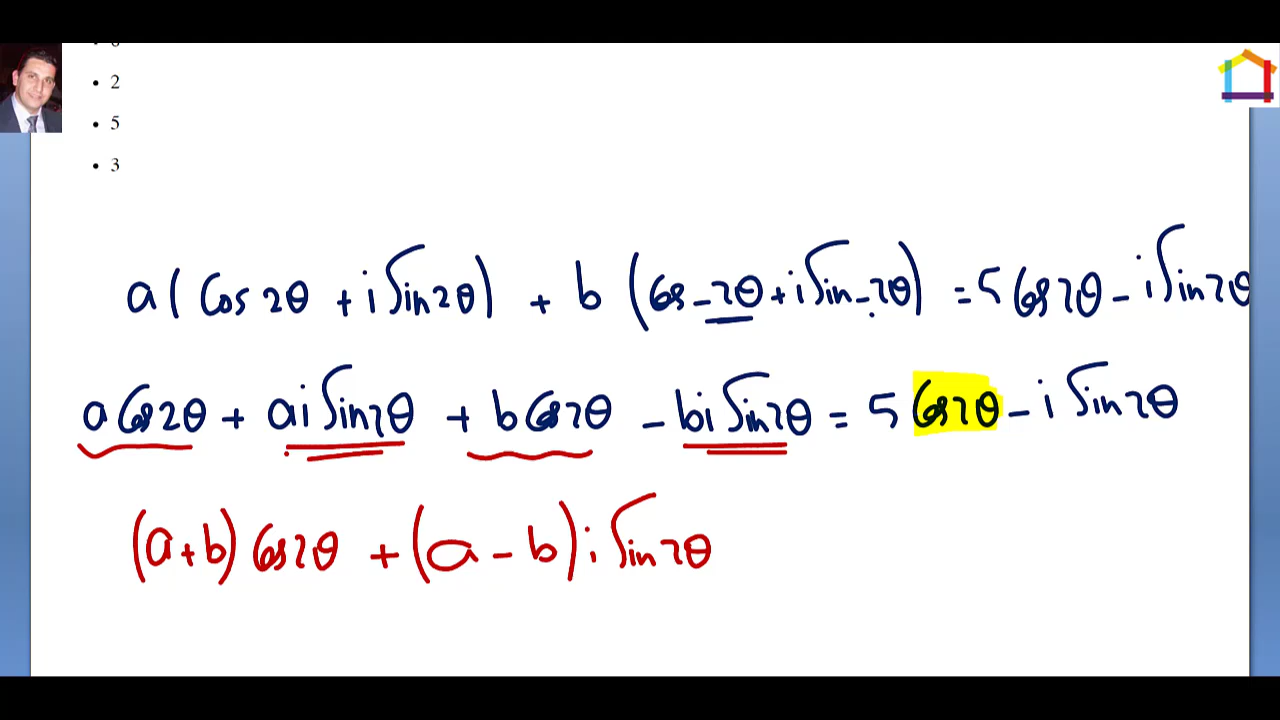 • 2
• 5
• 3
a(Cos 2θ + i Sin 2θ) + b(Cos -2θ + i Sin -2θ) = 5 Cos 2θ - i Sin 2θ
a Cos 2θ + ai Sin 2θ + b Cos 2θ - bi Sin 2θ = 5 Cos 2θ - i Sin 2θ
(a+b) Cos 2θ + (a - b) i Sin 2θ